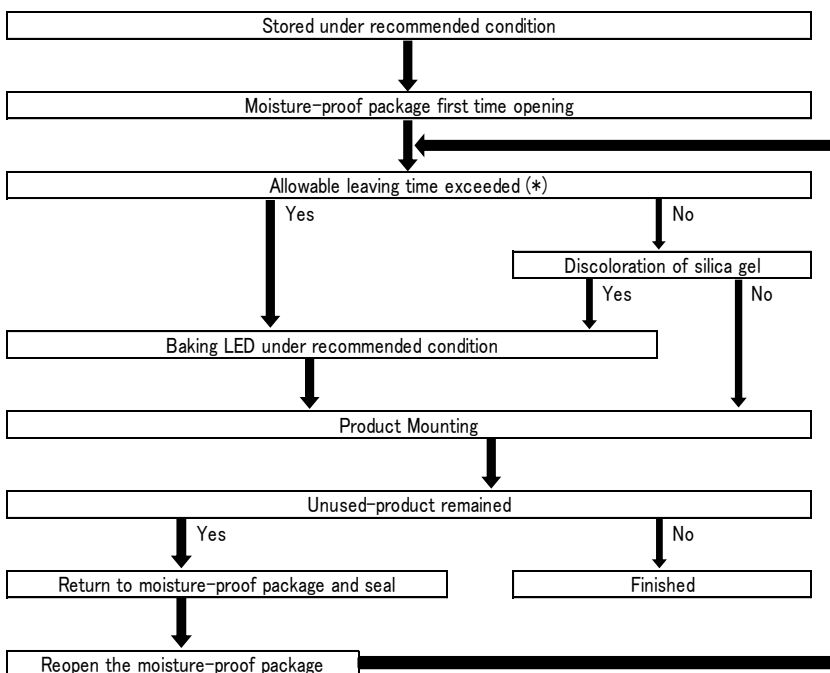 Stored under recommended condition
Moisture-proof package first time opening
Allowable leaving time exceeded (*)
Yes
No
Discoloration of silica gel
Yes
No
Baking LED under recommended condition
Product Mounting
Unused-product remained
Yes
No
Return to moisture-proof package and seal
Finished
Reopen the moisture-proof package